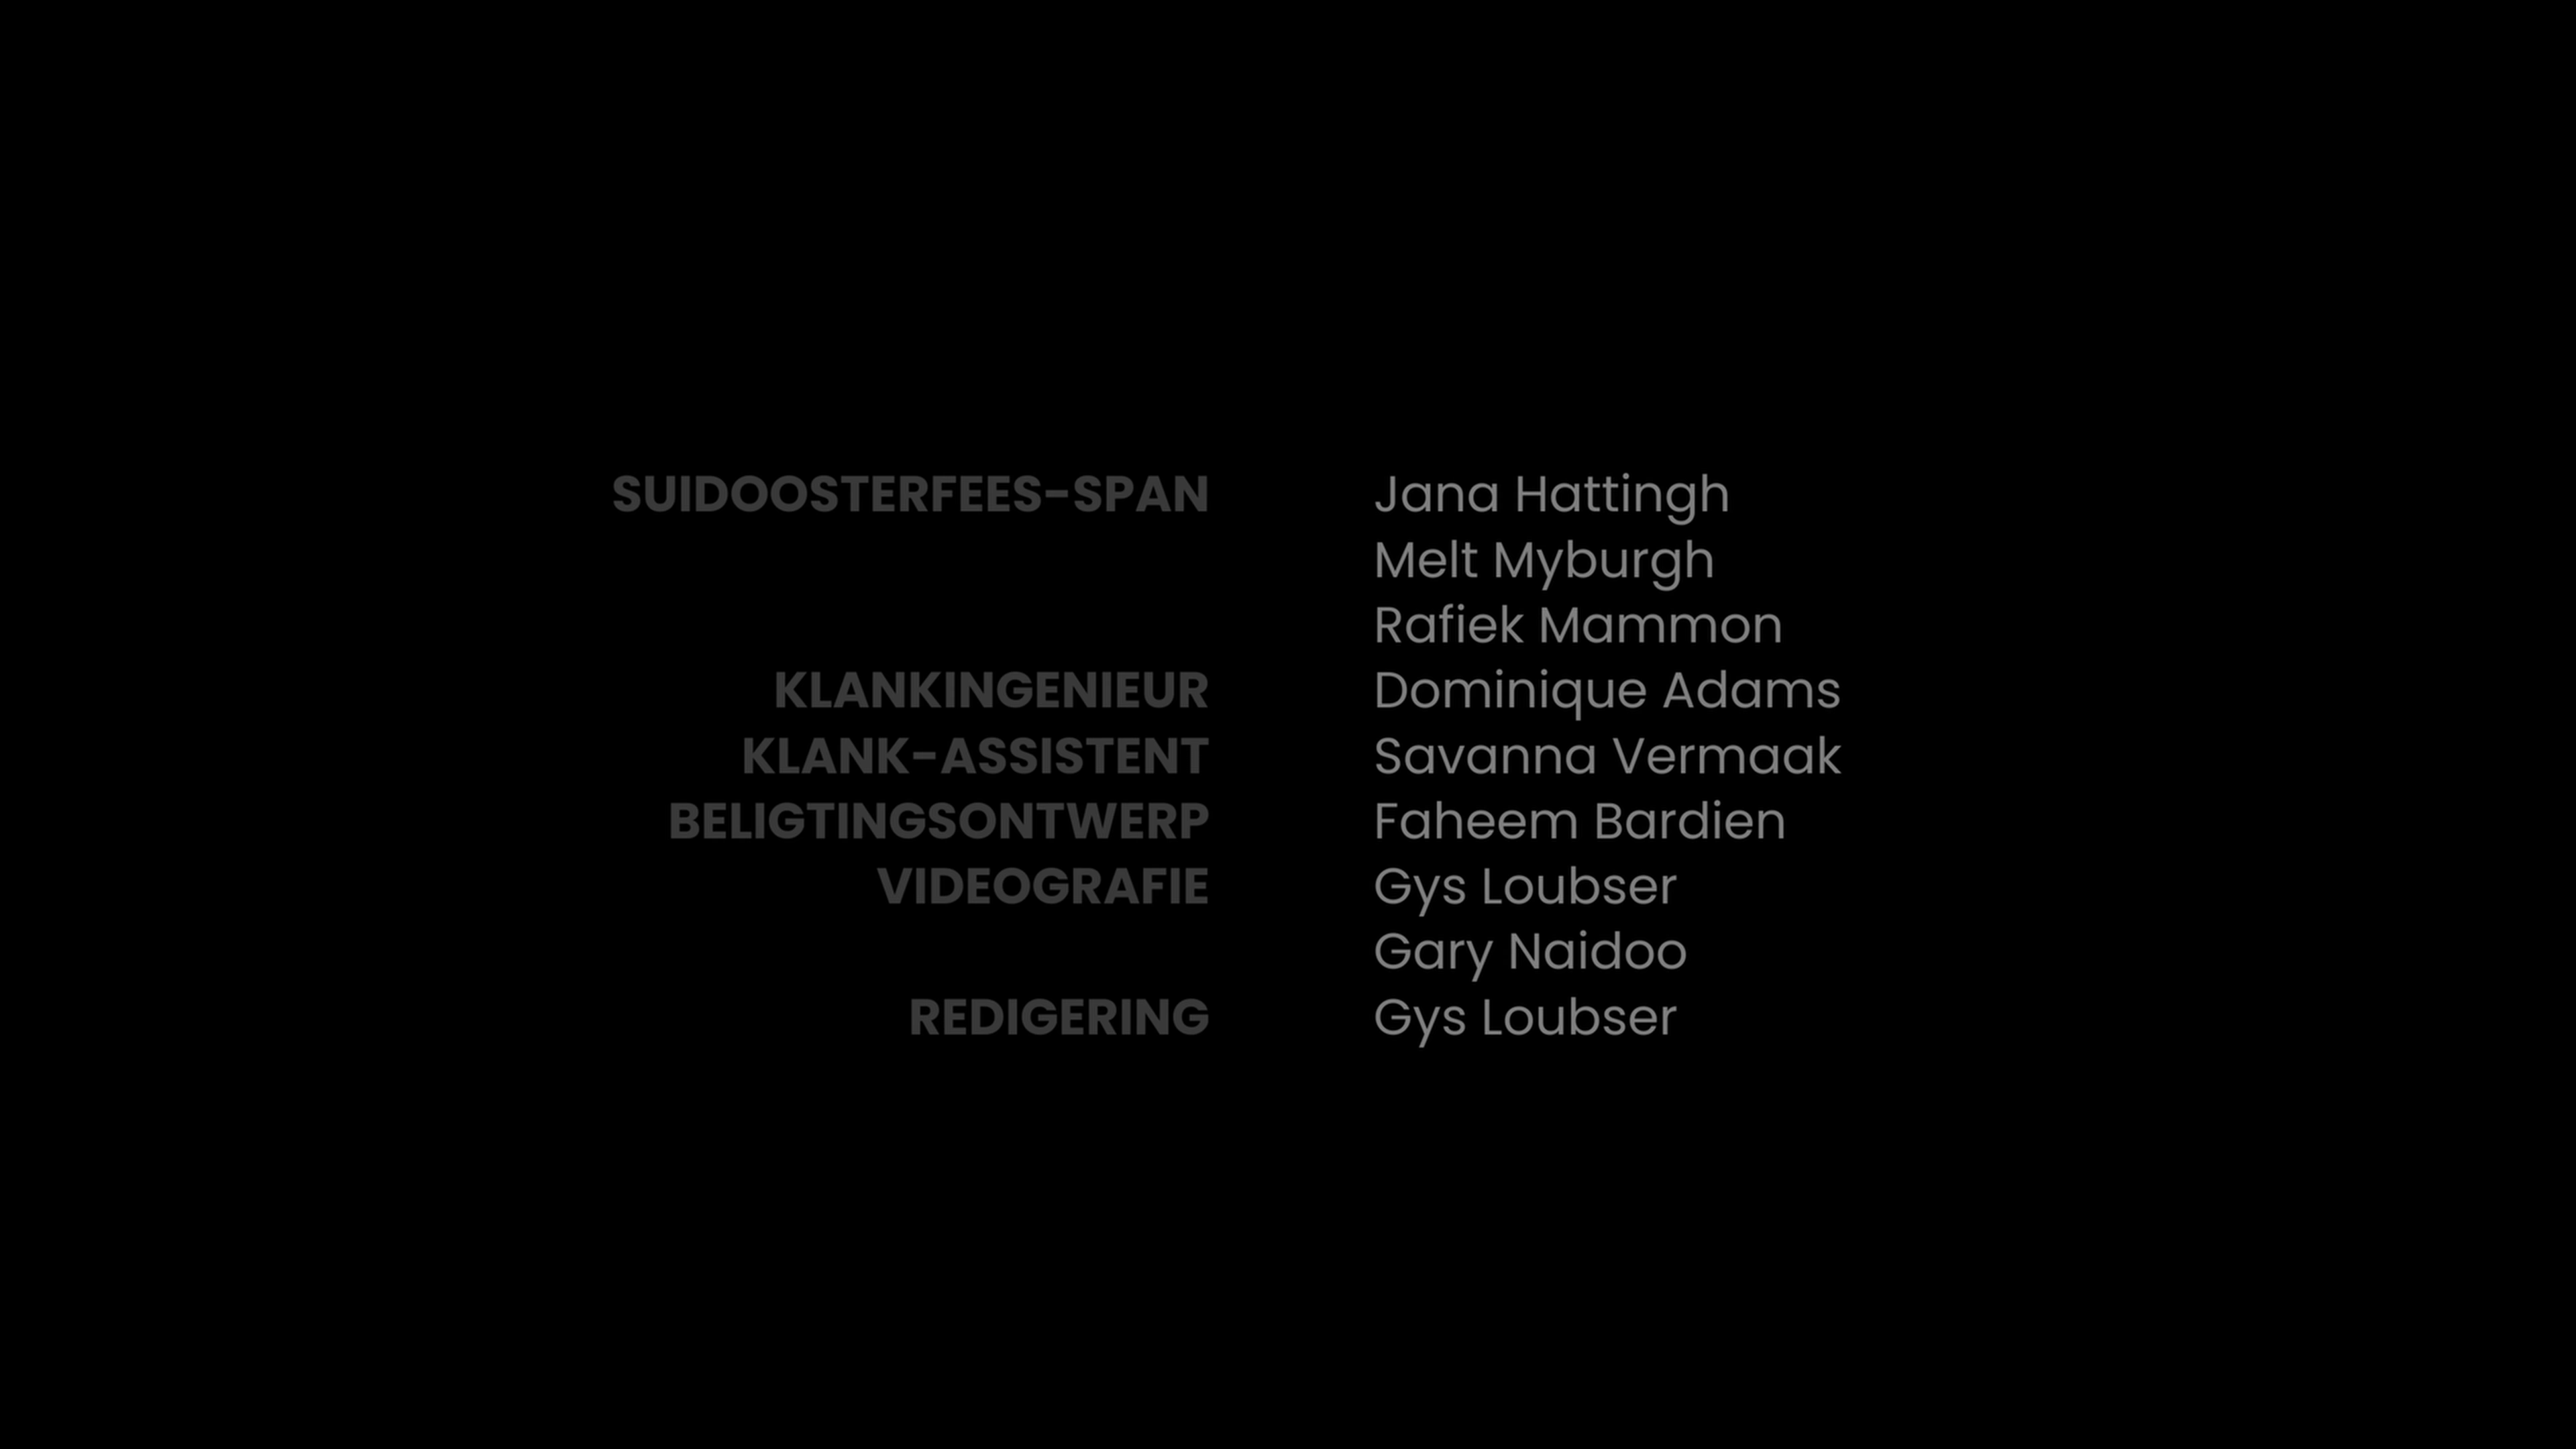 SUIDOOSTERFEES-SPAN Jana Hattingh
Melt Myburgh
Rafiek Mammon
KLANKINGENIEUR Dominique Adams
KLANK-ASSISTENT Savanna Vermaak
BELIGTINGSONTWERP Faheem Bardien
VIDEOGRAFIE Gys Loubser
Gary Naidoo
REDIGERING Gys Loubser